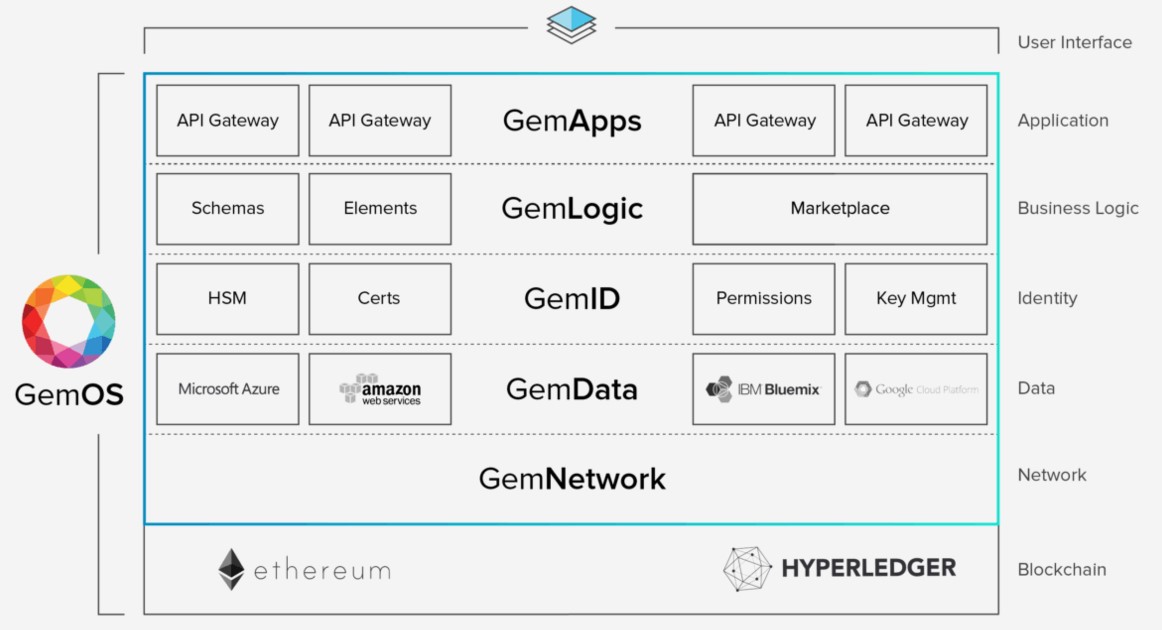 User Interface
API Gateway API Gateway GemApps API Gateway API Gateway Application
Schemas Elements GemLogic Marketplace Business Logic
HSM Certs GemID Permissions Key Mgmt Identity
GemOS
Microsoft Azure amazon web services GemData IBM Bluemix Google Cloud Platform Data
GemNetwork Network
ethereum HYPERLEDGER Blockchain